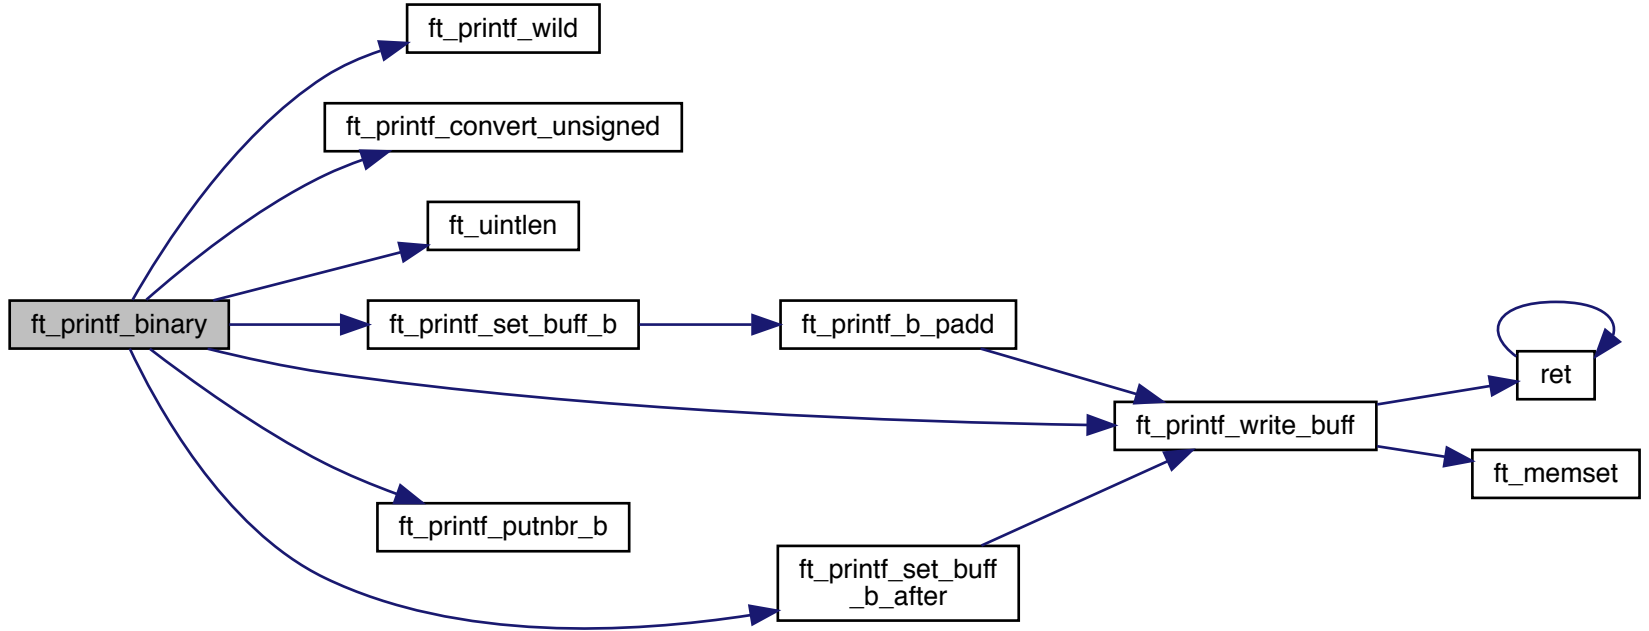 ft_printf_wild
ft_printf_convert_unsigned
ft_uintlen
ft_printf_binary
ft_printf_set_buff_b
ft_printf_b_padd
ret
ft_printf_write_buff
ft_memset
ft_printf_putnbr_b
ft_printf_set_buff
_b_after